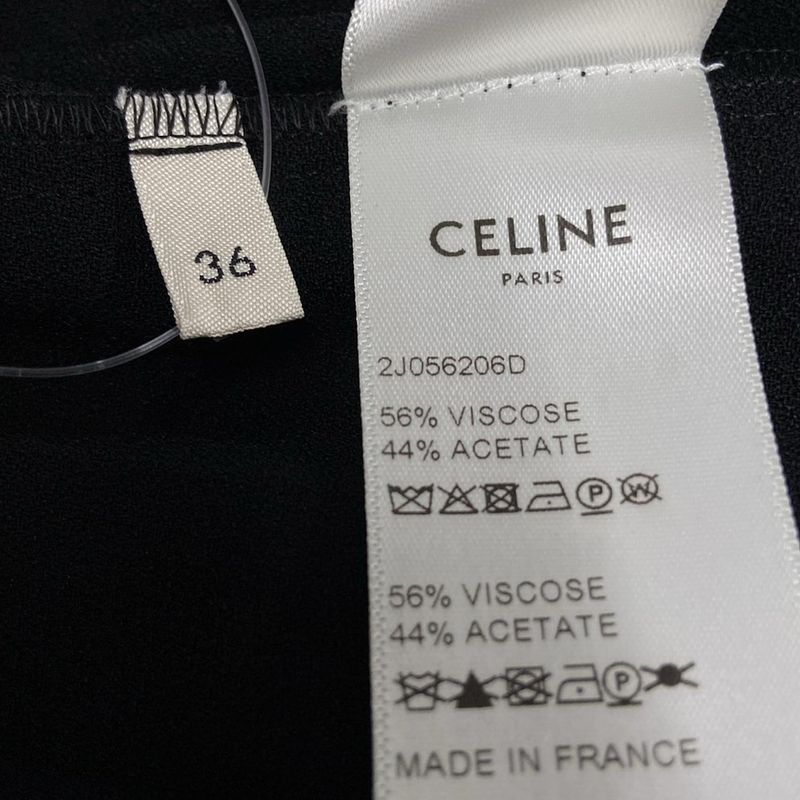 36
CELINE
PARIS
2J056206D
56% VISCOSE
44% ACETATE
P W
56% VISCOSE
44% ACETATE
P
MADE IN FRANCE